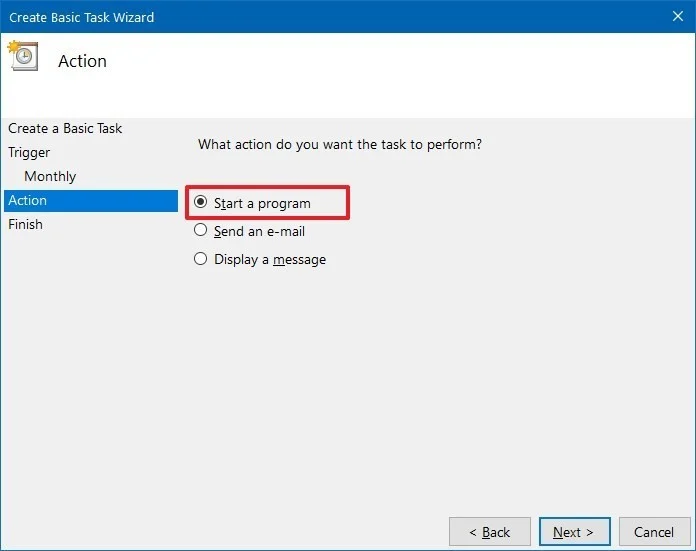 Create Basic Task Wizard
Action
Create a Basic Task
Trigger
Monthly
Action
Finish
What action do you want the task to perform?
Start a program
Send an e-mail
Display a message
< Back
Next >
Cancel